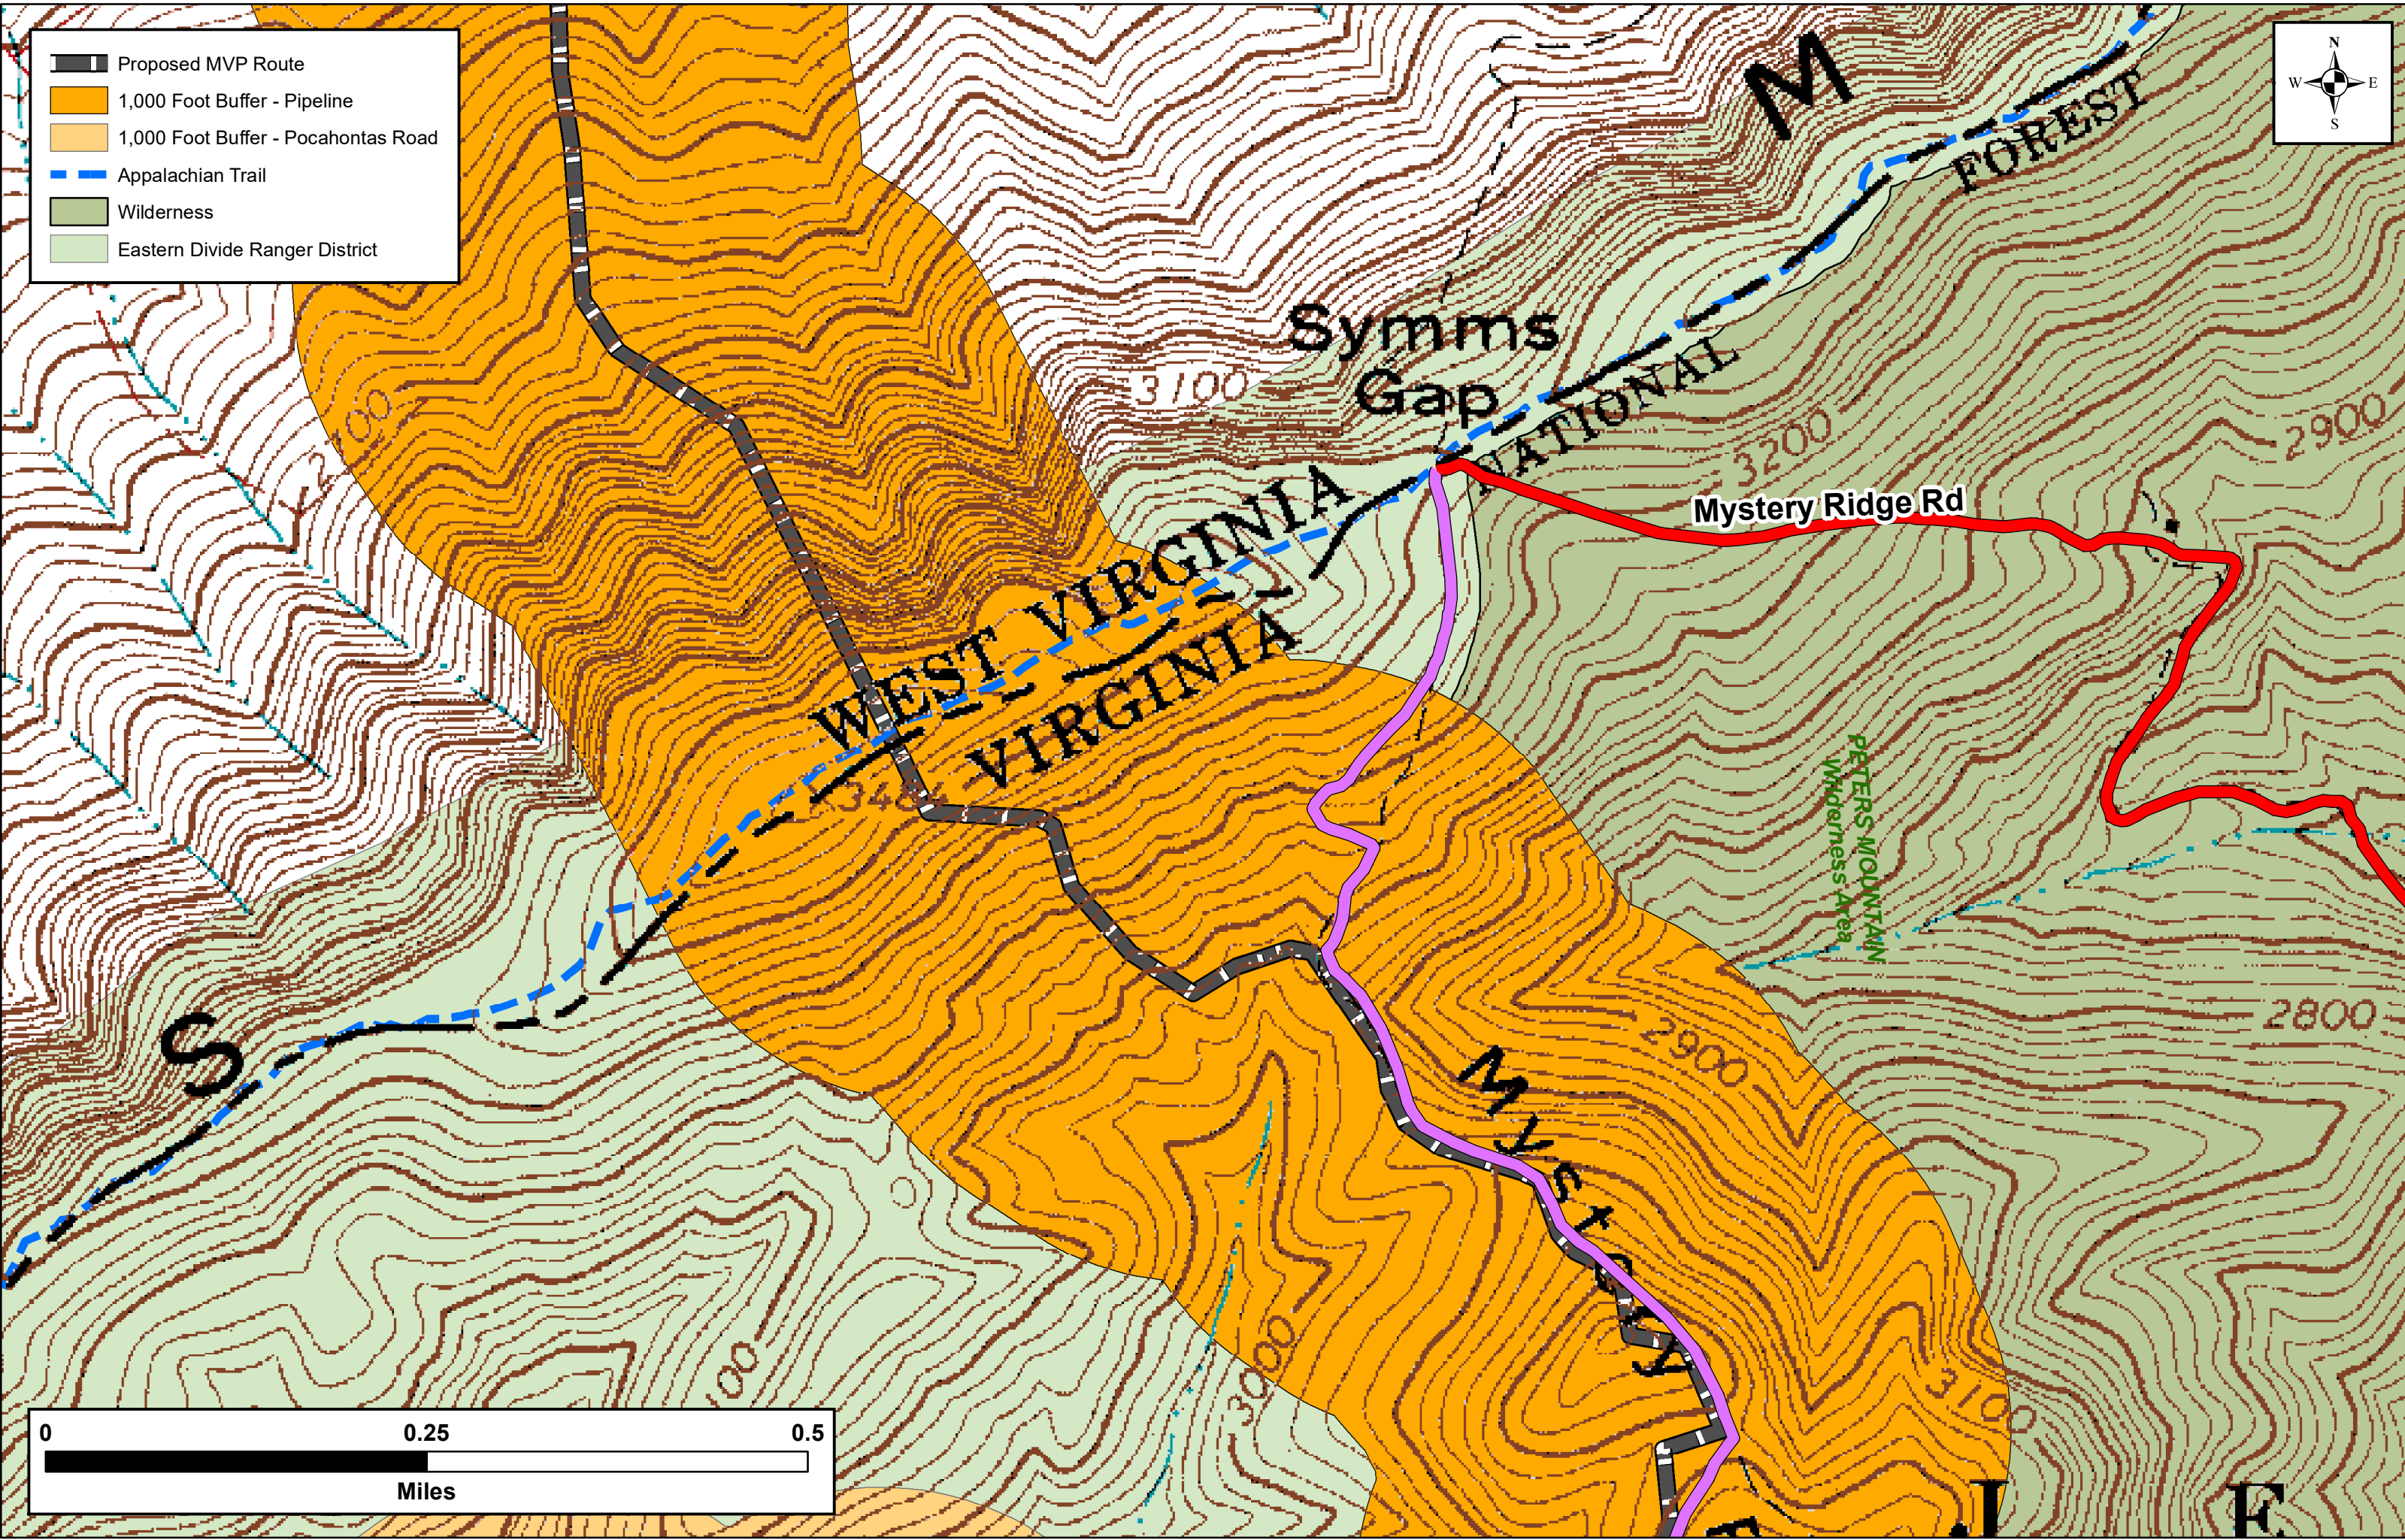 Proposed MVP Route
1,000 Foot Buffer - Pipeline
1,000 Foot Buffer - Pocahontas Road
Appalachian Trail
Wilderness
Eastern Divide Ranger District
N
W E
S
M
FOREST
Symms
Gap
3100
NATIONAL
3200
2900
Mystery Ridge Rd
WEST VIRGINIA
VIRGINIA
PETERS MOUNTAIN
Wilderness Area
S
2800
2900
Mystery
3000
3100
0 0.25 0.5
Miles
I
E